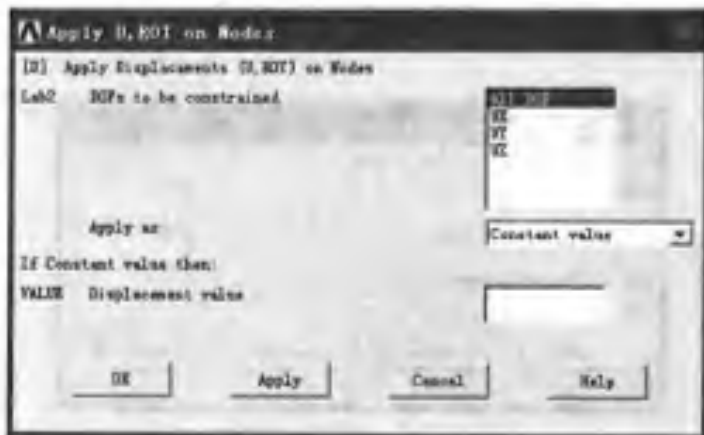 Apply U,ROT on Nodes
[D] Apply Displacements (U,ROT) on Nodes
Lab2 DOFs to be constrained
All DOF
UX
UY
UZ
Apply as
Constant value
If Constant value then:
VALUE Displacement value
OK Apply Cancel Help